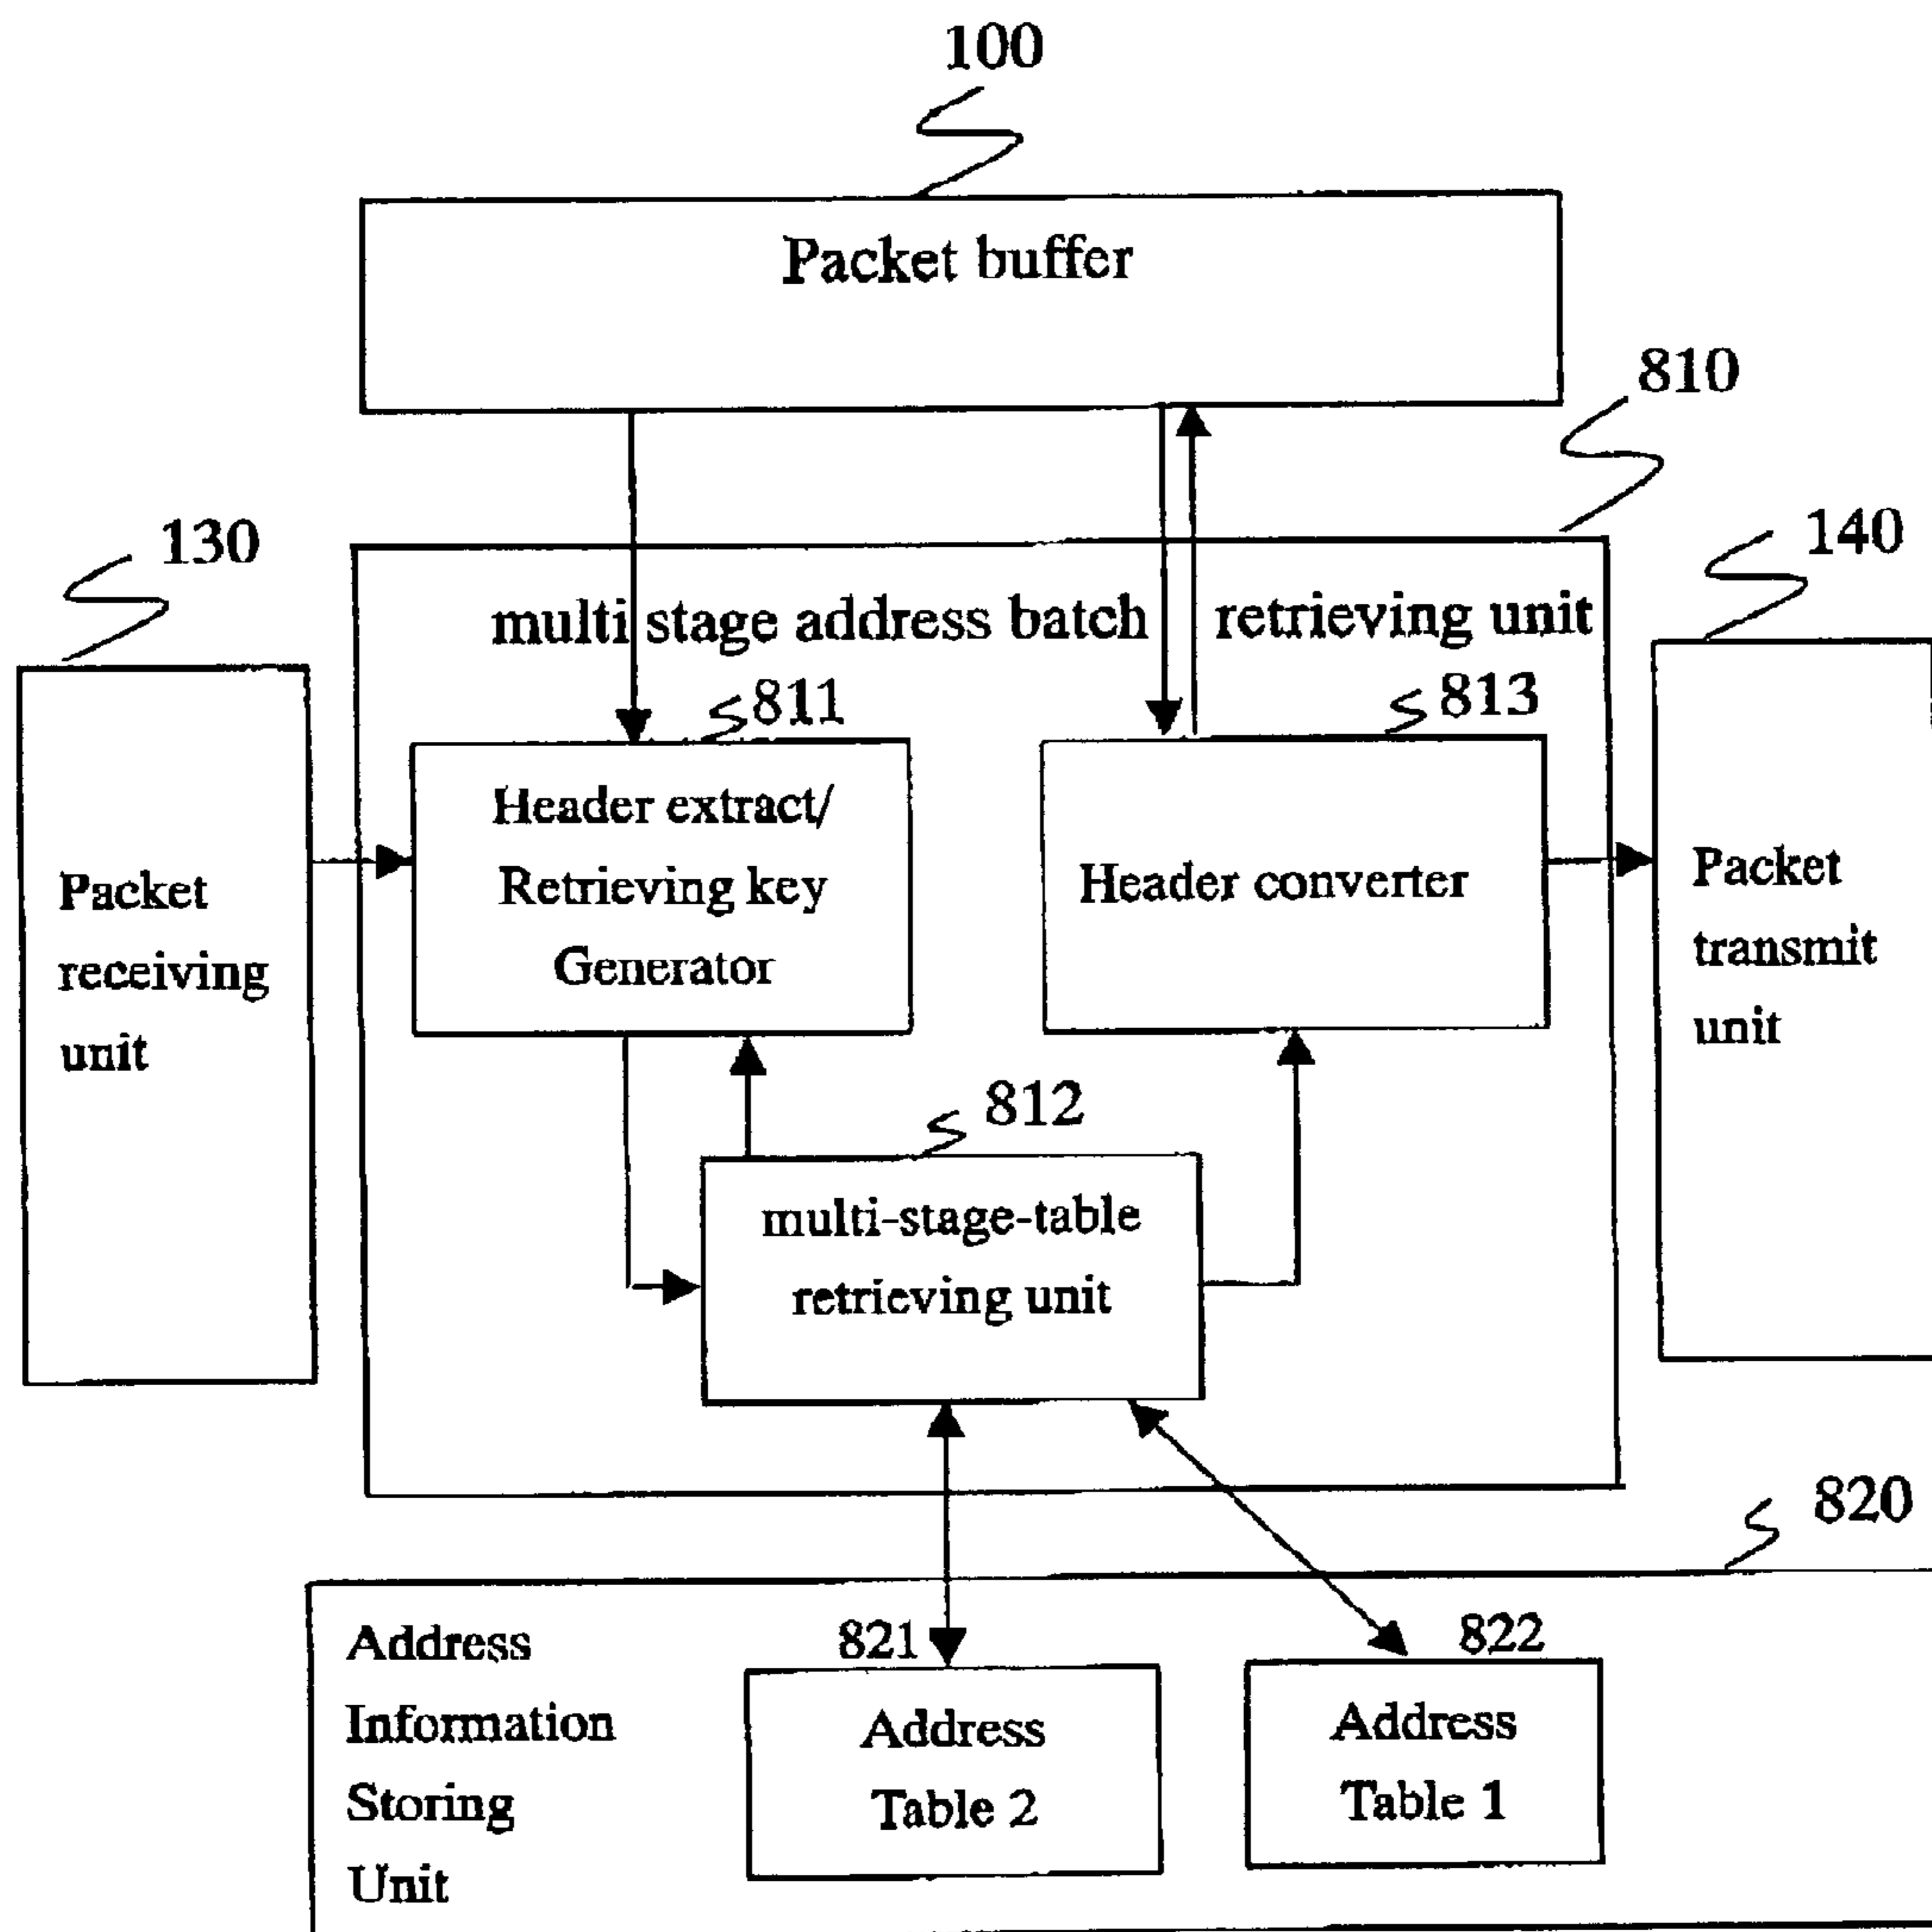 100
Packet buffer
810
130
140
multi stage address batch retrieving unit
811
813
Header extract/
Retrieving key
Generator
Header converter
Packet
receiving
unit
Packet
transmit
unit
812
multi-stage-table
retrieving unit
820
Address
Information
Storing
Unit
821
822
Address
Table 2
Address
Table 1